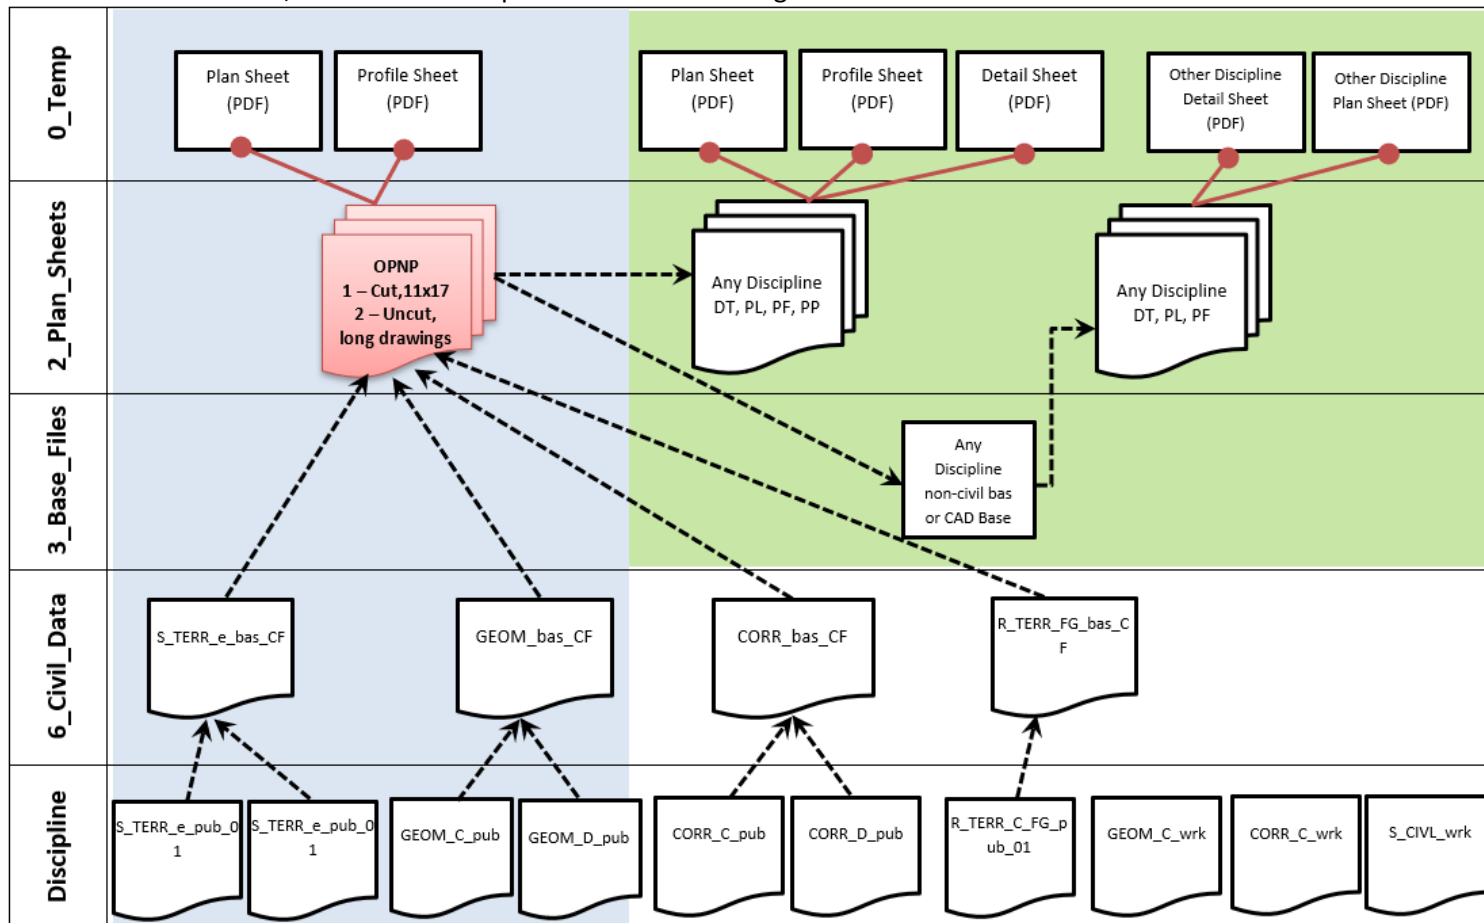 0_Temp
Plan Sheet
(PDF)
Profile Sheet
(PDF)
Plan Sheet
(PDF)
Profile Sheet
(PDF)
Detail Sheet
(PDF)
Other Discipline
Detail Sheet
(PDF)
Other Discipline
Plan Sheet (PDF)
2_Plan_Sheets
OPNP
1 – Cut,11x17
2 – Uncut,
long drawings
Any Discipline
DT, PL, PF, PP
Any Discipline
DT, PL, PF
3_Base_Files
Any
Discipline
non-civil bas
or CAD Base
6_Civil_Data
S_TERR_e_bas_CF
GEOM_bas_CF
CORR_bas_CF
R_TERR_FG_bas_C
F
Discipline
S_TERR_e_pub_0
1
S_TERR_e_pub_0
1
GEOM_C_pub
GEOM_D_pub
CORR_C_pub
CORR_D_pub
R_TERR_C_FG_p
ub_01
GEOM_C_wrk
CORR_C_wrk
S_CIVL_wrk